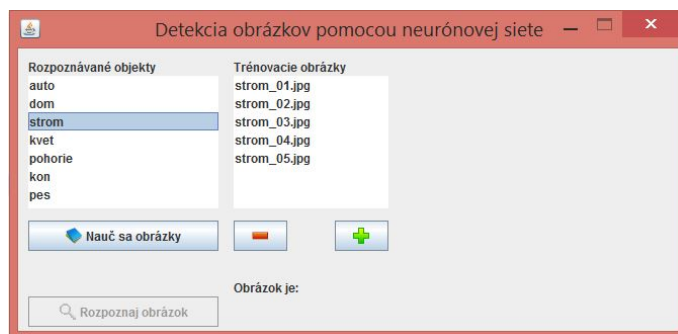 Detekcia obrázkov pomocou neurónovej siete
Rozpoznávané objekty
auto
dom
strom
kvet
pohorie
kon
pes
Trénovacie obrázky
strom_01.jpg
strom_02.jpg
strom_03.jpg
strom_04.jpg
strom_05.jpg
Nauč sa obrázky
Obrázok je:
Rozpoznaj obrázok